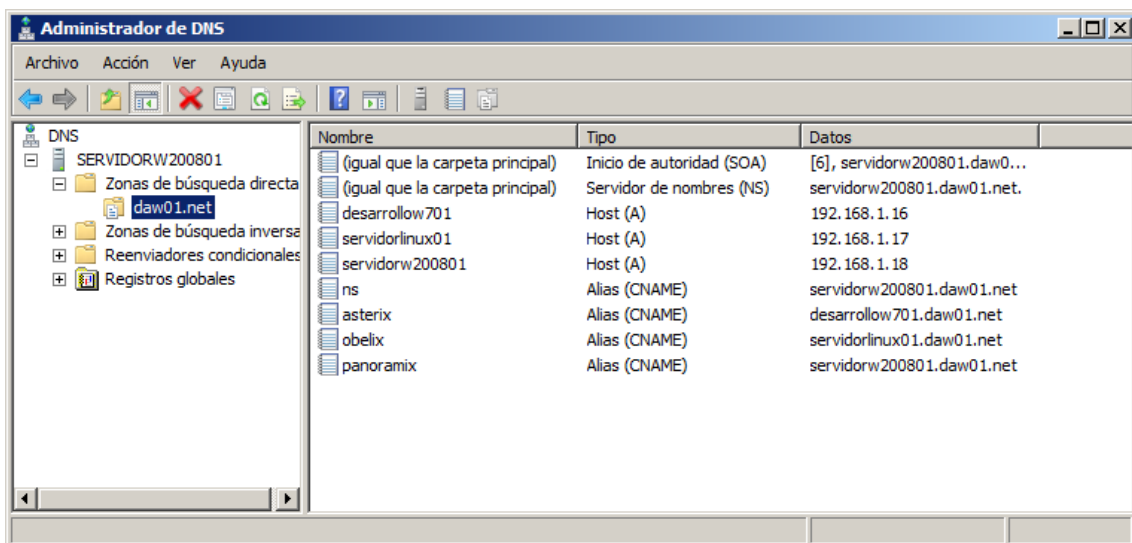 Administrador de DNS
Archivo Acción Ver Ayuda
DNS
SERVIDORW200801
Zonas de búsqueda directa
daw01.net
Zonas de búsqueda inversa
Reenviadores condicionales
Registros globales
Nombre Tipo Datos
(igual que la carpeta principal) Inicio de autoridad (SOA) [6], servidorw200801.daw0...
(igual que la carpeta principal) Servidor de nombres (NS) servidorw200801.daw01.net.
desarrollow701 Host (A) 192.168.1.16
servidorlinux01 Host (A) 192.168.1.17
servidorw200801 Host (A) 192.168.1.18
ns Alias (CNAME) servidorw200801.daw01.net
asterix Alias (CNAME) desarrollow701.daw01.net
obelix Alias (CNAME) servidorlinux01.daw01.net
panoramix Alias (CNAME) servidorw200801.daw01.net